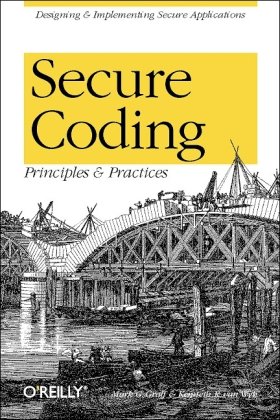 Designing & Implementing Secure Applications
Secure
Coding
Principles & Practices
O'REILLY®
Mark G. Graff & Kenneth R. van Wyk